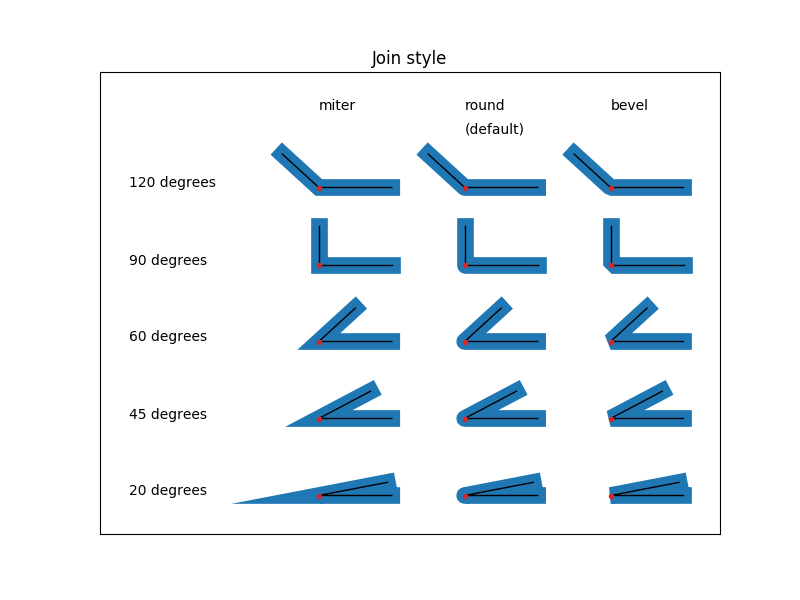 Join style
miter round bevel
(default)
120 degrees
90 degrees
60 degrees
45 degrees
20 degrees